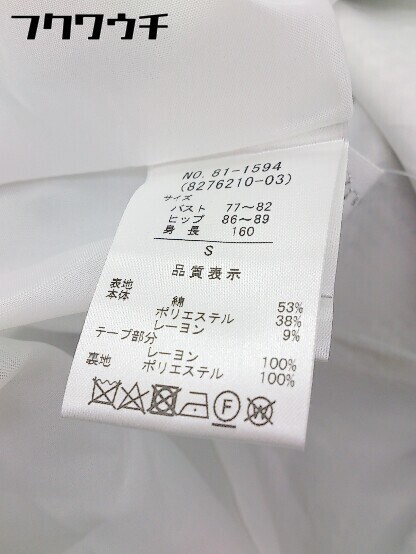 フクワウチ
NO. 81-1594
(8276210-03)
サイズ
バスト 77～82
ヒップ 86～89
身長 160
S
品質表示
表地
本体 綿 53%
ポリエステル 38%
レーヨン 9%
テープ部分
レーヨン 100%
裏地 ポリエステル 100%
F
W